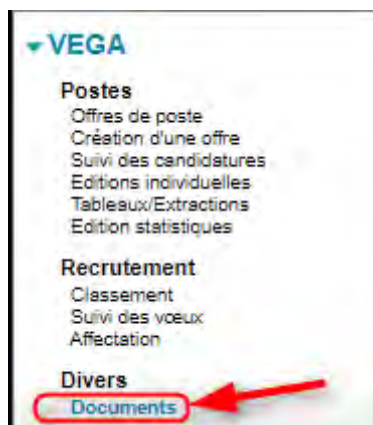 VEGA
Postes
Offres de poste
Création d'une offre
Suivi des candidatures
Editions individuelles
Tableaux/Extractions
Edition statistiques
Recrutement
Classement
Suivi des vœux
Affectation
Divers
Documents